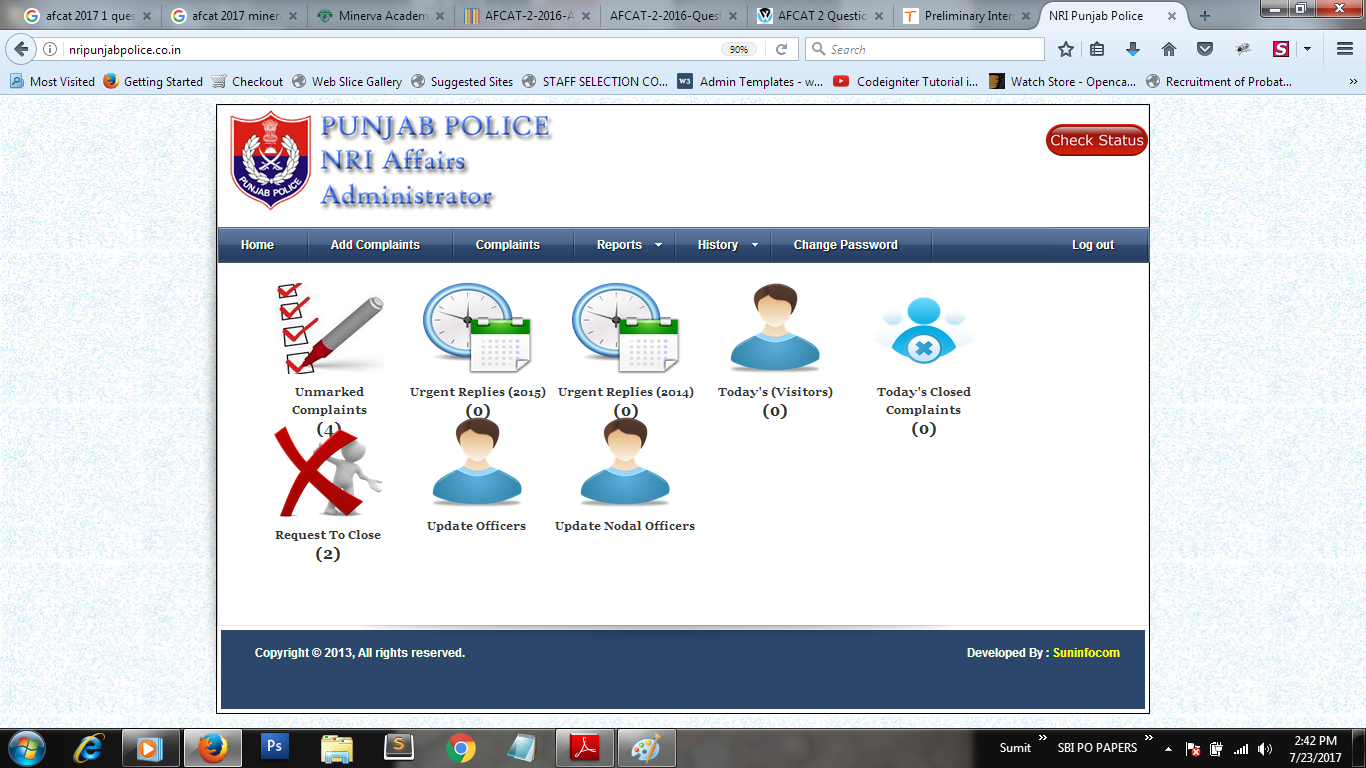 afcat 2017 1 ques
afcat 2017 miner
Minerva Academ
AFCAT-2-2016-A
AFCAT-2-2016-Quest
AFCAT 2 Questic
Preliminary Inter
NRI Punjab Police
nripunjabpolice.co.in
90%
Search
Most Visited
Getting Started
Checkout
Web Slice Gallery
Suggested Sites
STAFF SELECTION CO...
W3
Admin Templates - w...
Codeigniter Tutorial i...
Watch Store - Openca...
Recruitment of Probat...
PUNJAB POLICE
PUNJAB POLICE
NRI Affairs
Administrator
Check Status
Home
Add Complaints
Complaints
Reports
History
Change Password
Log out
Unmarked
Complaints
(4)
Urgent Replies (2015)
(0)
Urgent Replies (2014)
(0)
Today's (Visitors)
(0)
Today's Closed
Complaints
(0)
Request To Close
(2)
Update Officers
Update Nodal Officers
Copyright © 2013, All rights reserved.
Developed By : Suninfocom
Ps
Sumit
SBI PO PAPERS
2:42 PM
7/23/2017